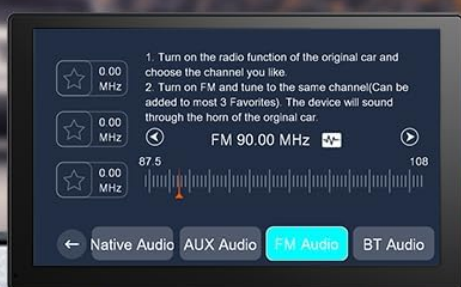 1. Turn on the radio function of the original car and
choose the channel you like.
2. Turn on FM and tune to the same channel(Can be
added to most 3 Favorites). The device will sound
through the horn of the orginal car.
0.00
MHz
0.00
MHz
0.00
MHz
FM 90.00 MHz
87.5
108
Native Audio
AUX Audio
FM Audio
BT Audio